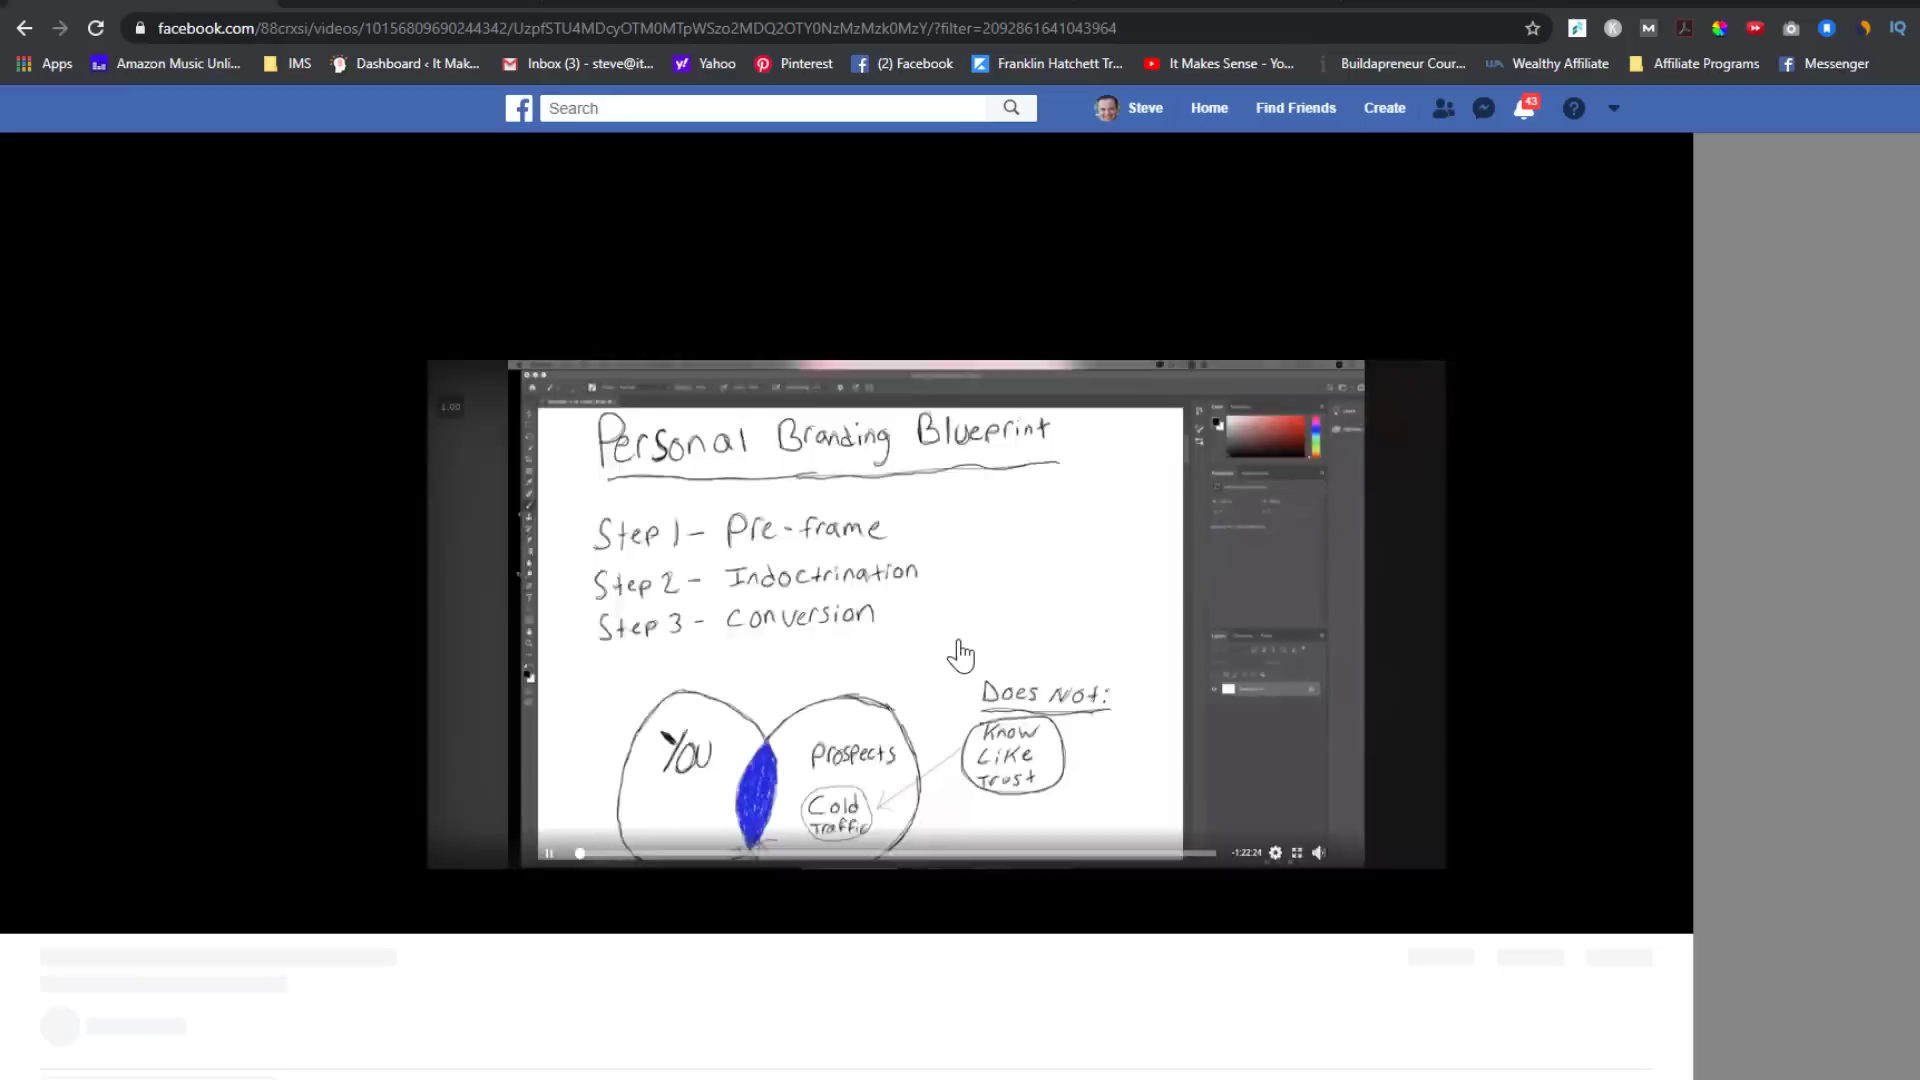 facebook.com/88crxsi/videos/10156809690244342/UzpfSTU4MDcyOTM0MTpWSzo2MDQ2OTY0NzMzMzk0MzY/?filter=2092861641043964
Apps Amazon Music Unli... IMS Dashboard ‹ It Mak... Inbox (3) - steve@it... Yahoo Pinterest (2) Facebook Franklin Hatchett Tr... It Makes Sense - Yo... Buildapreneur Cour... Wealthy Affiliate Affiliate Programs Messenger
Search Steve Home Find Friends Create 43
1.00
Personal Branding Blueprint
Step 1 - Pre-frame
Step 2 - Indoctrination
Step 3 - Conversion
Does Not:
Know
Like
Trust
You
Prospects
Cold
Traffic
-1:22:24